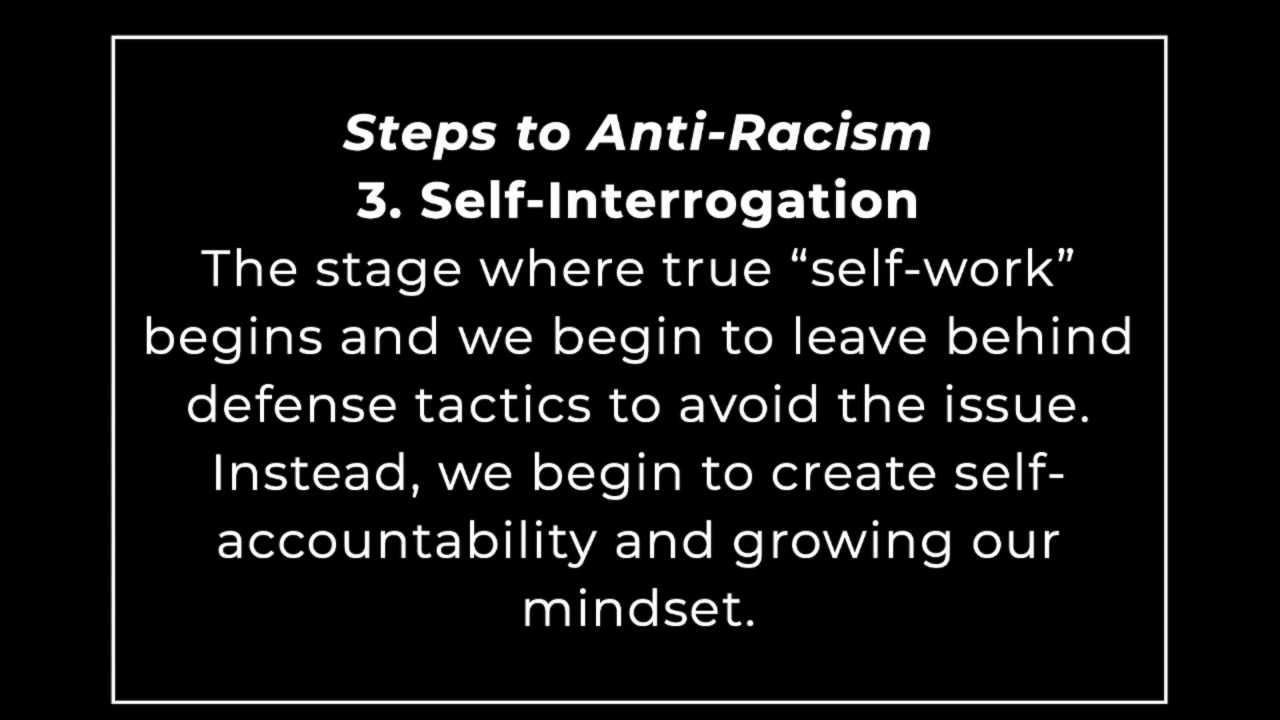 Steps to Anti-Racism
3. Self-Interrogation
The stage where true “self-work”
begins and we begin to leave behind
defense tactics to avoid the issue.
Instead, we begin to create self-
accountability and growing our
mindset.